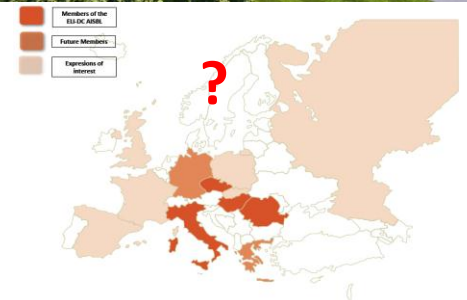 Members of the
ELI-DC AISBL
Future Members
Expresions of
interest
?